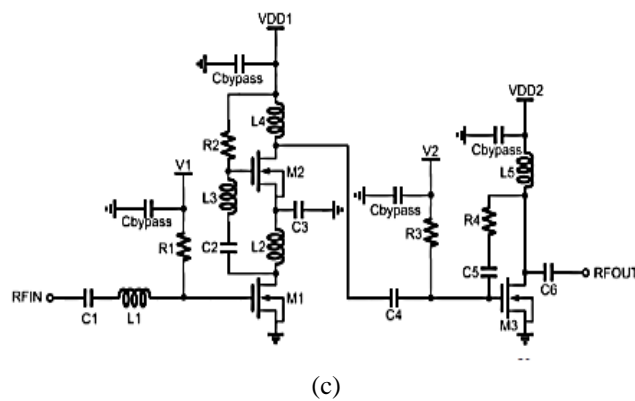 VDD1
Cbypass
L4
R2
M2
L3
C3
C2
L2
V1
Cbypass
R1
RFIN
C1
L1
M1
V2
Cbypass
R3
C4
VDD2
Cbypass
L5
R4
C5
C6
RFOUT
M3
(c)